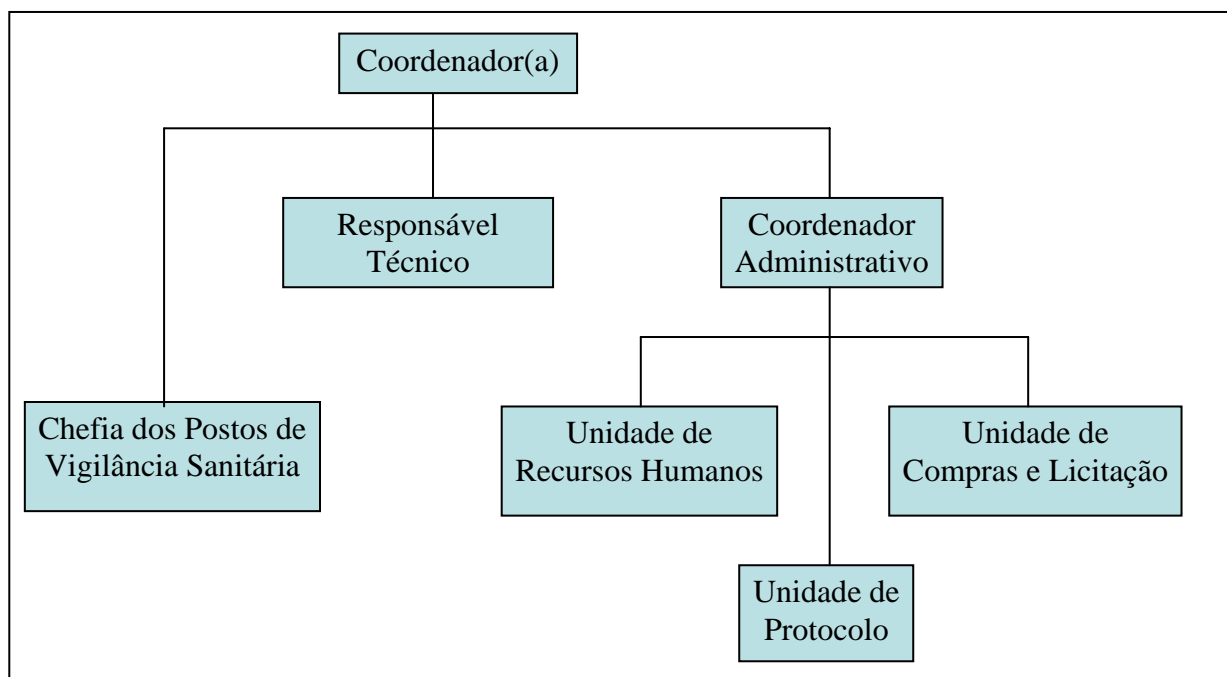 Coordenador(a)
Responsável
Técnico
Coordenador
Administrativo
Chefia dos Postos de
Vigilância Sanitária
Unidade de
Recursos Humanos
Unidade de
Compras e Licitação
Unidade de
Protocolo